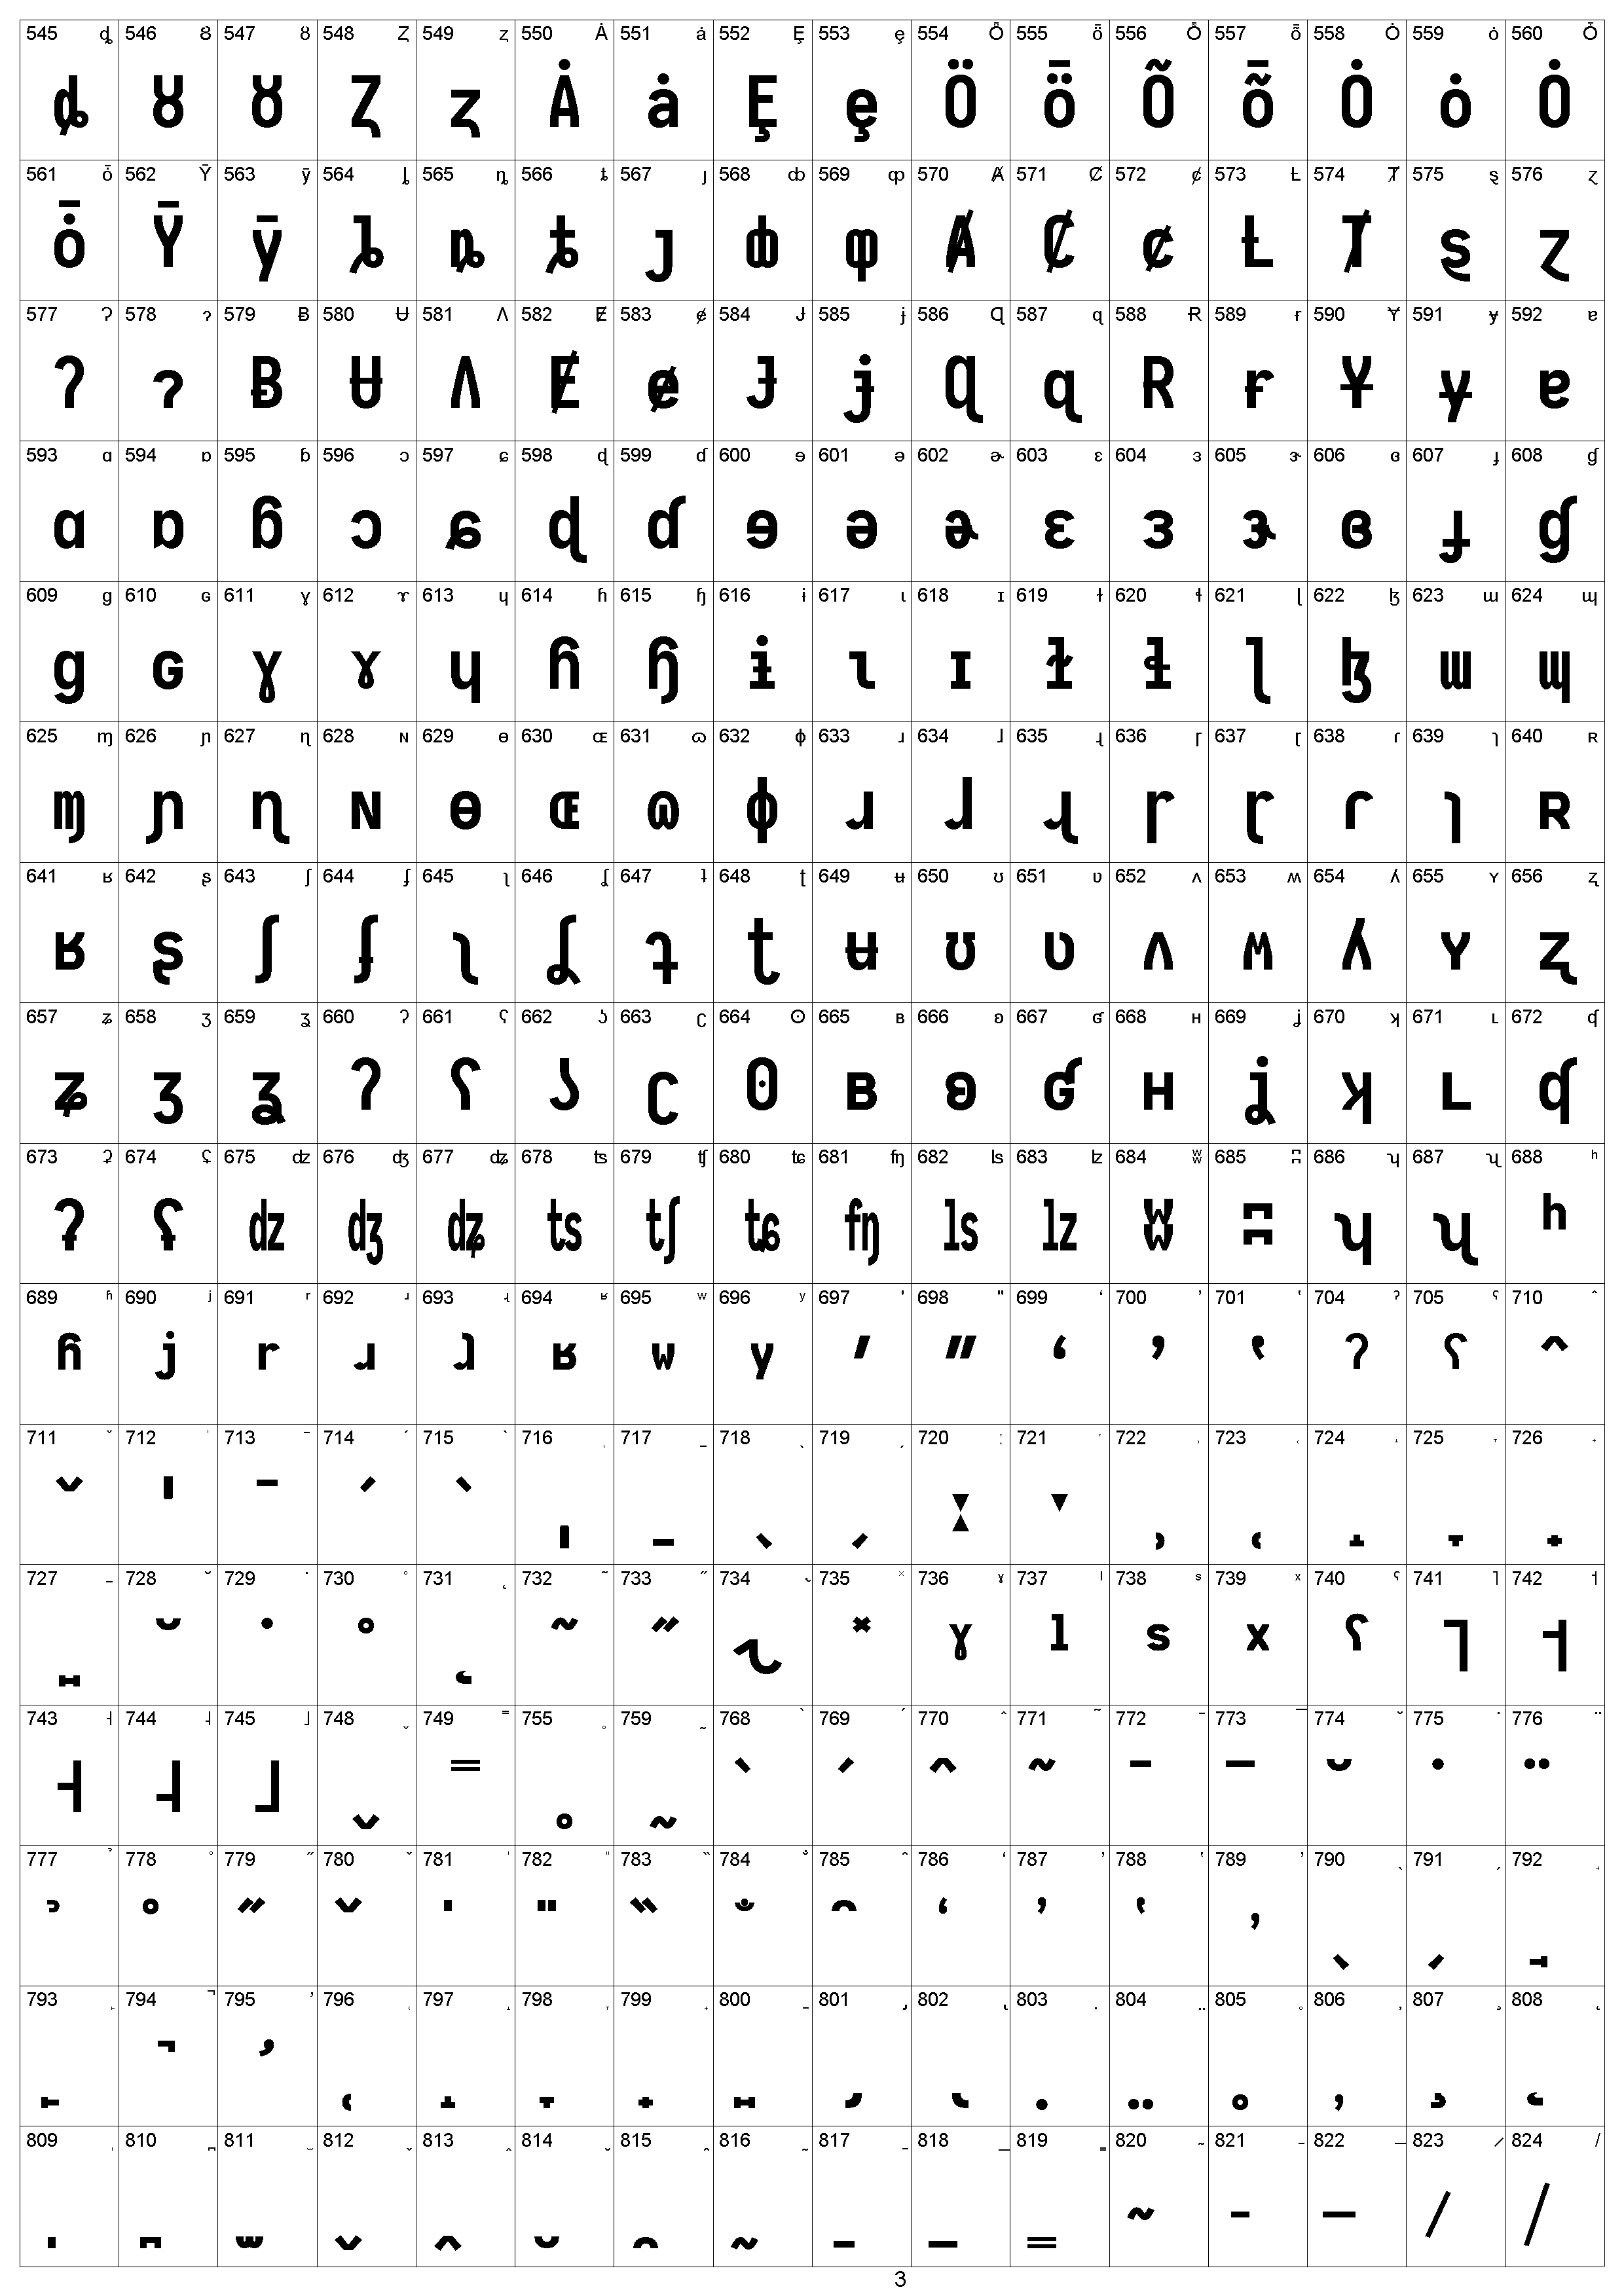 545 ȡ 546 Ȣ 547 ȣ 548 Ȥ 549 ȥ 550 Ȧ 551 ȧ 552 Ȩ 553 ȩ 554 Ȫ 555 ȫ 556 Ȭ 557 ȭ 558 Ȯ 559 ȯ 560 Ȱ
ȡ Ȣ ȣ Ȥ ȥ Ȧ ȧ Ȩ ȩ Ö ȫ Õ ȭ Ȯ ȯ Ȯ
561 ȱ 562 Ȳ 563 ȳ 564 ȴ 565 ȵ 566 ȶ 567 ȷ 568 ȸ 569 ȹ 570 Ⱥ 571 Ȼ 572 ȼ 573 Ƚ 574 Ⱦ 575 ȿ 576 ɀ
ȱ Ȳ ȳ ȴ ȵ ȶ ȷ ȸ ȹ Ⱥ Ȼ ȼ Ƚ Ⱦ ȿ ɀ
577 Ɂ 578 ɂ 579 Ƀ 580 Ʉ 581 Ʌ 582 Ɇ 583 ɇ 584 Ɉ 585 ɉ 586 Ɋ 587 ɋ 588 Ɍ 589 ɍ 590 Ɏ 591 ɏ 592 ɐ
Ɂ ɂ Ƀ Ʉ Ʌ Ɇ ɇ Ɉ ɉ Ɋ ɋ Ɍ ɍ Ɏ ɏ ɐ
593 ɑ 594 ɒ 595 ɓ 596 ɔ 597 ɕ 598 ɖ 599 ɗ 600 ɘ 601 ə 602 ɚ 603 ɛ 604 ɜ 605 ɝ 606 ɞ 607 ɟ 608 ɠ
ɑ ɒ ɓ ɔ ɕ ɖ ɗ ɘ ə ɚ ɛ ɜ ɝ ɞ ɟ ɠ
609 ɡ 610 ɢ 611 ɣ 612 ɤ 613 ɥ 614 ɦ 615 ɧ 616 ɨ 617 ɩ 618 ɪ 619 ɫ 620 ɬ 621 ɭ 622 ɮ 623 ɯ 624 ɰ
ɡ ɢ ɣ ɤ ɥ ɦ ɧ ɨ ɩ ɪ ɫ ɬ ɭ ɮ ɯ ɰ
625 ɱ 626 ɲ 627 ɳ 628 ɴ 629 ɵ 630 ɶ 631 ɷ 632 ɸ 633 ɹ 634 ɺ 635 ɻ 636 ɼ 637 ɽ 638 ɾ 639 ɿ 640 ʀ
ɱ ɲ ɳ ɴ ɵ ɶ ɷ ɸ ɹ ɺ ɻ ɼ ɽ ɾ ɿ ʀ
641 ʁ 642 ʂ 643 ʃ 644 ʄ 645 ʅ 646 ʆ 647 ʇ 648 ʈ 649 ʉ 650 ʊ 651 ʋ 652 ʌ 653 ʍ 654 ʎ 655 ʏ 656 ʐ
ʁ ʂ ʃ ʄ ʅ ʆ ʇ ʈ ʉ ʊ ʋ ʌ ʍ ʎ ʏ ʐ
657 ʑ 658 ʒ 659 ʓ 660 ʔ 661 ʕ 662 ʖ 663 ʗ 664 ʘ 665 ʙ 666 ʚ 667 ʛ 668 ʜ 669 ʝ 670 ʞ 671 ʟ 672 ʠ
ʑ ʒ ʓ ʔ ʕ ʖ ʗ ʘ ʙ ʚ ʛ ʜ ʝ ʞ ʟ ʠ
673 ʡ 674 ʢ 675 ʣ 676 ʤ 677 ʥ 678 ʦ 679 ʧ 680 ʨ 681 ʩ 682 ʪ 683 ʫ 684 ʬ 685 ʭ 686 ʮ 687 ʯ 688 ʰ
ʡ ʢ ʣ ʤ ʥ ʦ ʧ ʨ ʩ ʪ ʫ ʬ ʭ ʮ ʯ ʰ
689 ʱ 690 ʲ 691 ʳ 692 ʴ 693 ʵ 694 ʶ 695 ʷ 696 ʸ 697 ʹ 698 ʺ 699 ʻ 700 ʼ 701 ʽ 704 ˀ 705 ˁ 710 ˆ
ʱ ʲ ʳ ʴ ʵ ʶ ʷ ʸ ʹ ʺ ʻ ʼ ʽ ˀ ˁ ˆ
711 ˇ 712 ˈ 713 ˉ 714 ˊ 715 ˋ 716 ˌ 717 ˍ 718 ˎ 719 ˏ 720 ː 721 ˑ 722 ˒ 723 ˓ 724 ˔ 725 ˕ 726 ˖
ˇ ˈ ˉ ˊ ˋ ˌ ˍ ˎ ˏ ː ˑ ˒ ˓ ˔ ˕ ˖
727 ˗ 728 ˘ 729 ˙ 730 ˚ 731 ˛ 732 ˜ 733 ˝ 734 ˞ 735 ˟ 736 ˠ 737 ˡ 738 ˢ 739 ˣ 740 ˤ 741 ˥ 742 ˦
˗ ˘ ˙ ˚ ˛ ˜ ˝ ˞ ˟ ˠ ˡ ˢ ˣ ˤ ˥ ˦
743 ˧ 744 ˨ 745 ˩ 748 ˬ 749 ˭ 755 ˳ 759 ˷ 768 ̀ 769 ́ 770 ̂ 771 ̃ 772 ̄ 773 ̅ 774 ̆ 775 ̇ 776 ̈
˧ ˨ ˩ ˬ ˭ ˳ ˷ ̀ ́ ̂ ̃ ̄ ̅ ̆ ̇ ̈
777 ̉ 778 ̊ 779 ̋ 780 ̌ 781 ̍ 782 ̎ 783 ̏ 784 ̐ 785 ̑ 786 ̒ 787 ̓ 788 ̔ 789 ̕ 790 ̖ 791 ̗ 792 ̘
̉ ̊ ̋ ̌ ̍ ̎ ̏ ̐ ̑ ̒ ̓ ̔ ̕ ̖ ̗ ̘
793 ̙ 794 ̚ 795 ̛ 796 ̜ 797 ̝ 798 ̞ 799 ̟ 800 ̠ 801 ̡ 802 ̢ 803 ̣ 804 ̤ 805 ̥ 806 ̦ 807 ̧ 808 ̨
̙ ̚ ̛ ̜ ̝ ̞ ̟ ̠ ̡ ̢ ̣ ̤ ̥ ̦ ̧ ̨
809 ̩ 810 ̪ 811 ̫ 812 ̬ 813 ̭ 814 ̮ 815 ̯ 816 ̰ 817 ̱ 818 ̲ 819 ̳ 820 ̴ 821 ̵ 822 ̶ 823 ̷ 824 ̸
̩ ̪ ̫ ̬ ̭ ̮ ̯ ̰ ̱ ̲ ̳ ̴ ̵ ̶ ̷ ̸
3